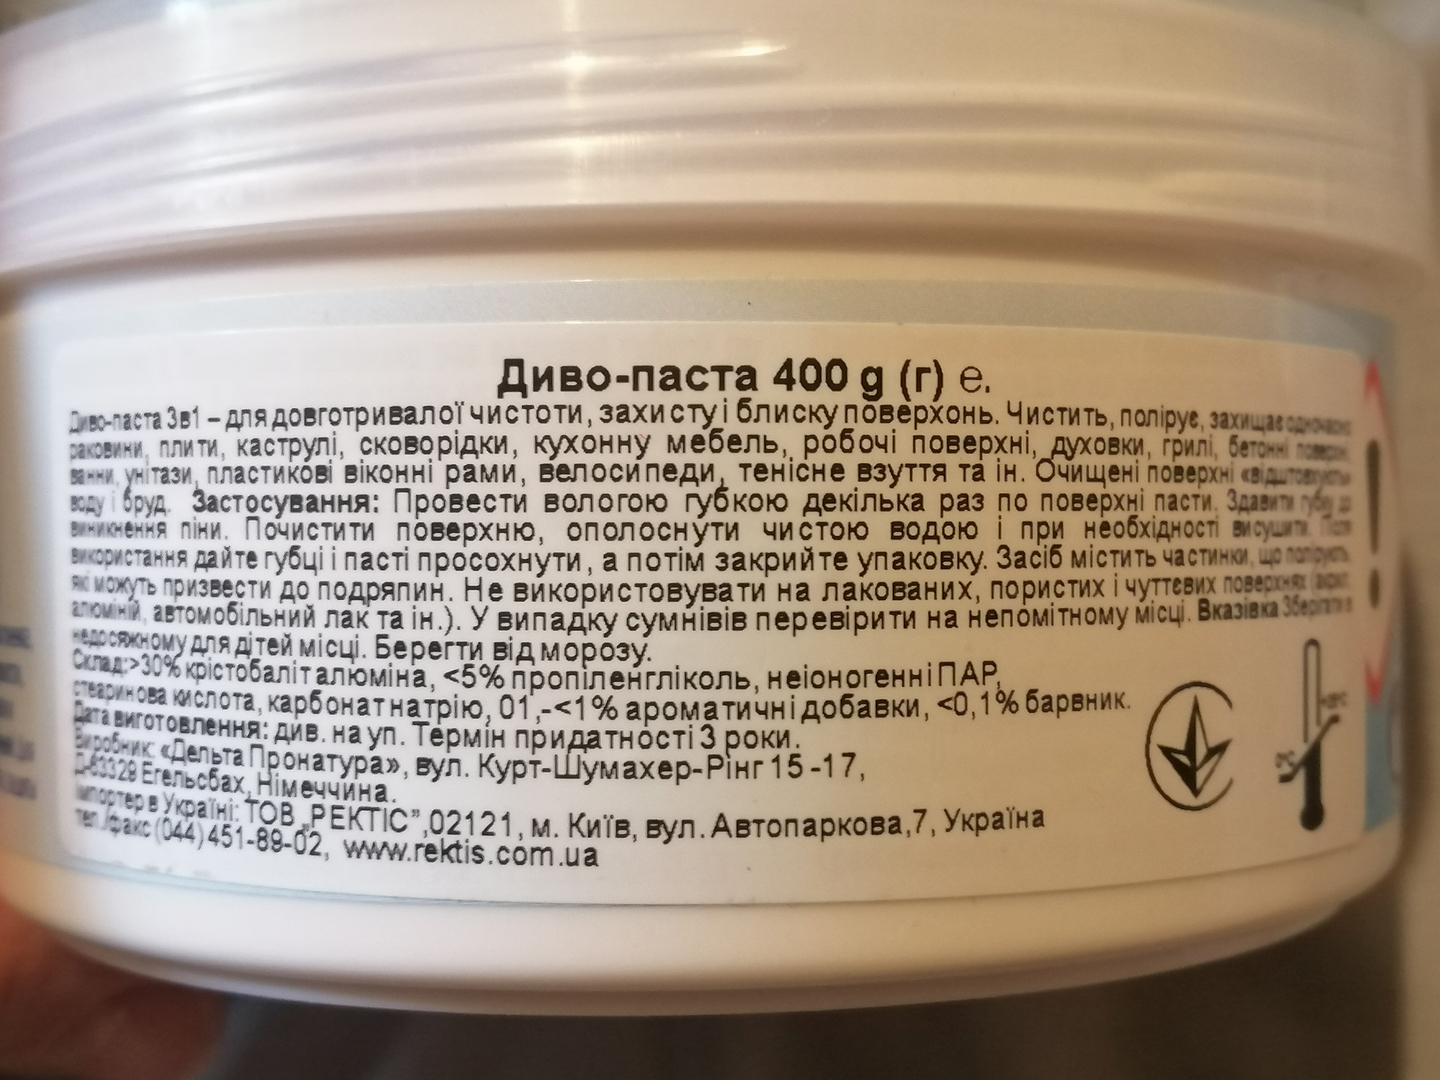 Диво-паста 400 g (г) e.
Диво-паста 3в1 – для довготривалої чистоти, захисту і блиску поверхонь. Чистить, полірує, захищає одночасно
раковини, плити, каструлі, сковорідки, кухонну мебель, робочі поверхні, духовки, грилі, бетонні поверхні,
ванни, унітази, пластикові віконні рами, велосипеди, тенісне взуття та ін. Очищені поверхні «відштовхують»
воду і бруд. Застосування: Провести вологою губкою декілька раз по поверхні пасти. Здавити губку до
виникнення піни. Почистити поверхню, ополоснути чистою водою і при необхідності висушити. Після
використання дайте губці і пасті просохнути, а потім закрийте упаковку. Засіб містить частинки, що полірують,
які можуть призвести до подряпин. Не використовувати на лакованих, пористих і чуттєвих поверхнях (акрил,
алюміній, автомобільний лак та ін.). У випадку сумнівів перевірити на непомітному місці. Вказівка Зберігати в
недосяжному для дітей місці. Берегти від морозу.
Склад:>30% крістобаліт алюміна, <5% пропіленгліколь, неіоногенні ПАР,
стеаринова кислота, карбонат натрію, 01,-<1% ароматичні добавки, <0,1% барвник.
Дата виготовлення: див. на уп. Термін придатності 3 роки.
Виробник: «Дельта Пронатура», вул. Курт-Шумахер-Рінг 15-17,
Д-63329 Егельсбах, Німеччина.
Імпортер в Україні: ТОВ „РЕКТІС”,02121, м. Київ, вул. Автопаркова,7, Україна
тел./факс (044) 451-89-02, www.rektis.com.ua
0°C